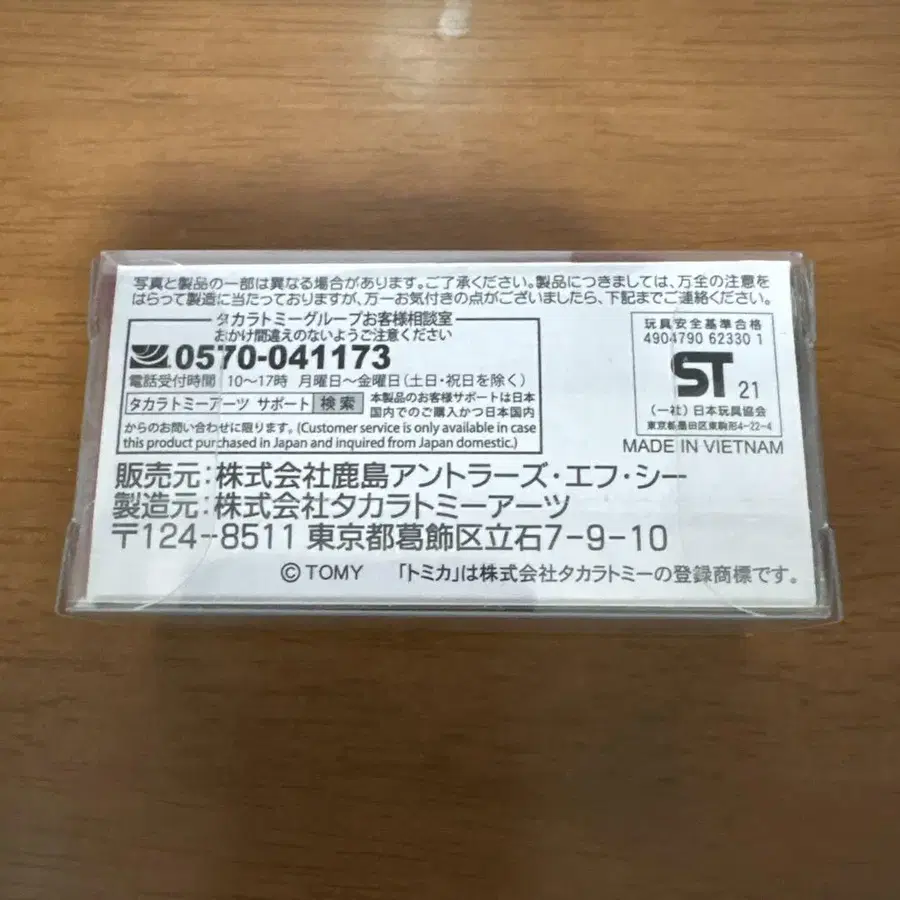 写真と製品の一部は異なる場合があります。ご了承ください。製品につきましては、万全の注意を
はらって製造に当たっておりますが、万一お気付きの点がございましたら、下記までご連絡ください。
タカラトミーグループお客様相談室
おかけ間違えのないようご注意ください
0570-041173
電話受付時間 10〜17時 月曜日〜金曜日(土日・祝日を除く)
タカラトミーアーツ サポート 検索 本製品のお客様サポートは日本
国内でのご購入かつ日本国内
からのお問い合わせに限ります。(Customer service is only available in case
this product purchased in Japan and inquired from Japan domestic.)
玩具安全基準合格
4904790 62330 1
ST 21
(一社)日本玩具協会
東京都墨田区東駒形4-22-4
MADE IN VIETNAM
販売元:株式会社鹿島アントラーズ・エフ・シー
製造元:株式会社タカラトミーアーツ
〒124-8511 東京都葛飾区立石7-9-10
© TOMY 「トミカ」は株式会社タカラトミーの登録商標です。